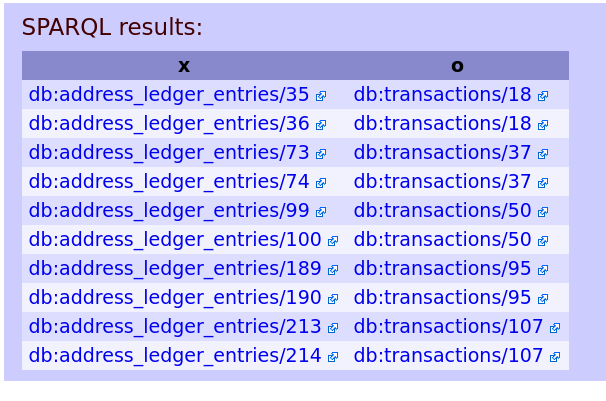 SPARQL results:
x o
db:address_ledger_entries/35 db:transactions/18
db:address_ledger_entries/36 db:transactions/18
db:address_ledger_entries/73 db:transactions/37
db:address_ledger_entries/74 db:transactions/37
db:address_ledger_entries/99 db:transactions/50
db:address_ledger_entries/100 db:transactions/50
db:address_ledger_entries/189 db:transactions/95
db:address_ledger_entries/190 db:transactions/95
db:address_ledger_entries/213 db:transactions/107
db:address_ledger_entries/214 db:transactions/107